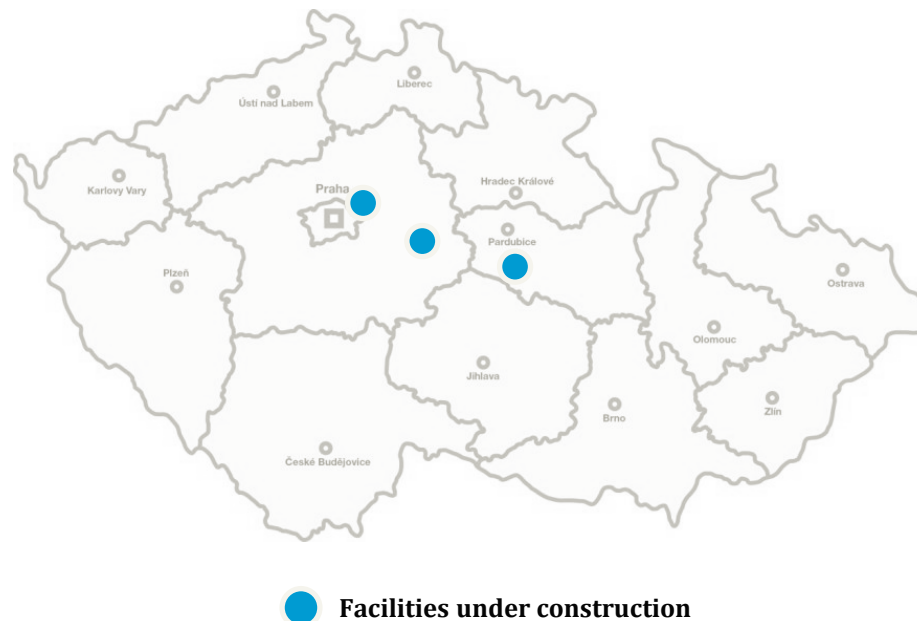 Liberec
Ústí nad Labem
Karlovy Vary
Praha
Hradec Králové
Pardubice
Plzeň
Ostrava
Olomouc
Jihlava
Zlín
Brno
České Budějovice
Facilities under construction